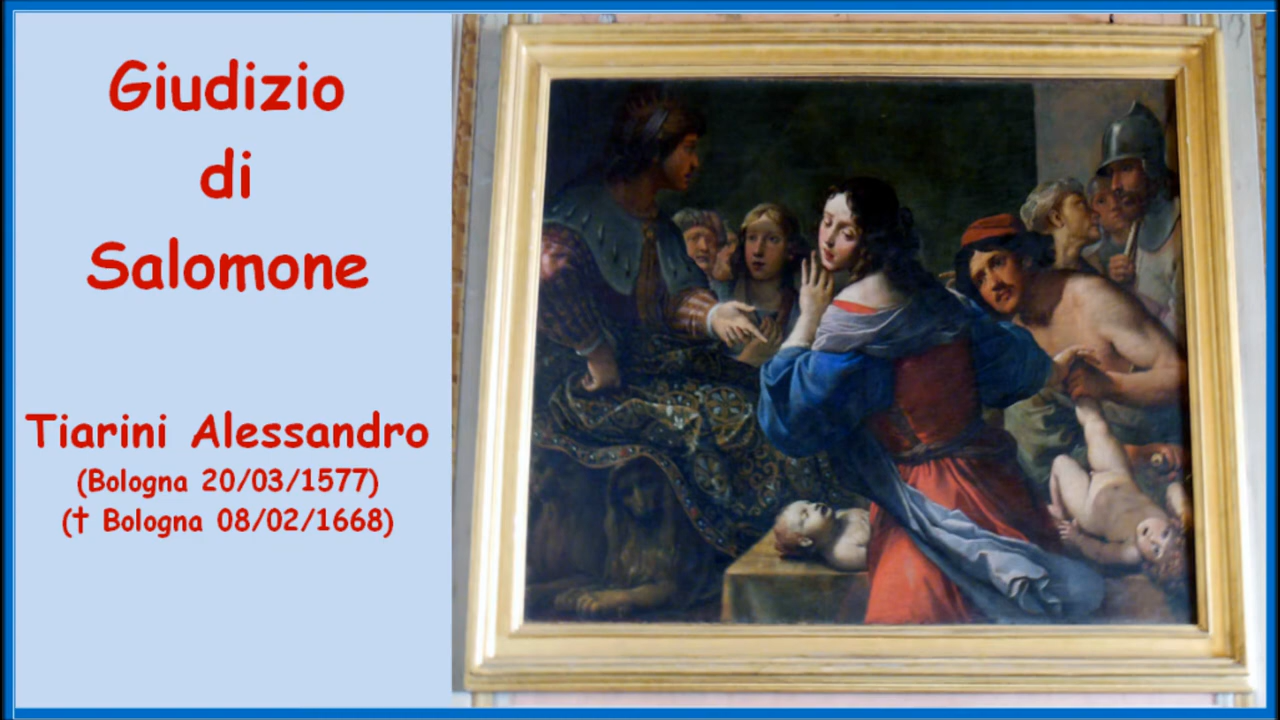 Giudizio
di
Salomone
Tiarini Alessandro
(Bologna 20/03/1577)
(✝ Bologna 08/02/1668)